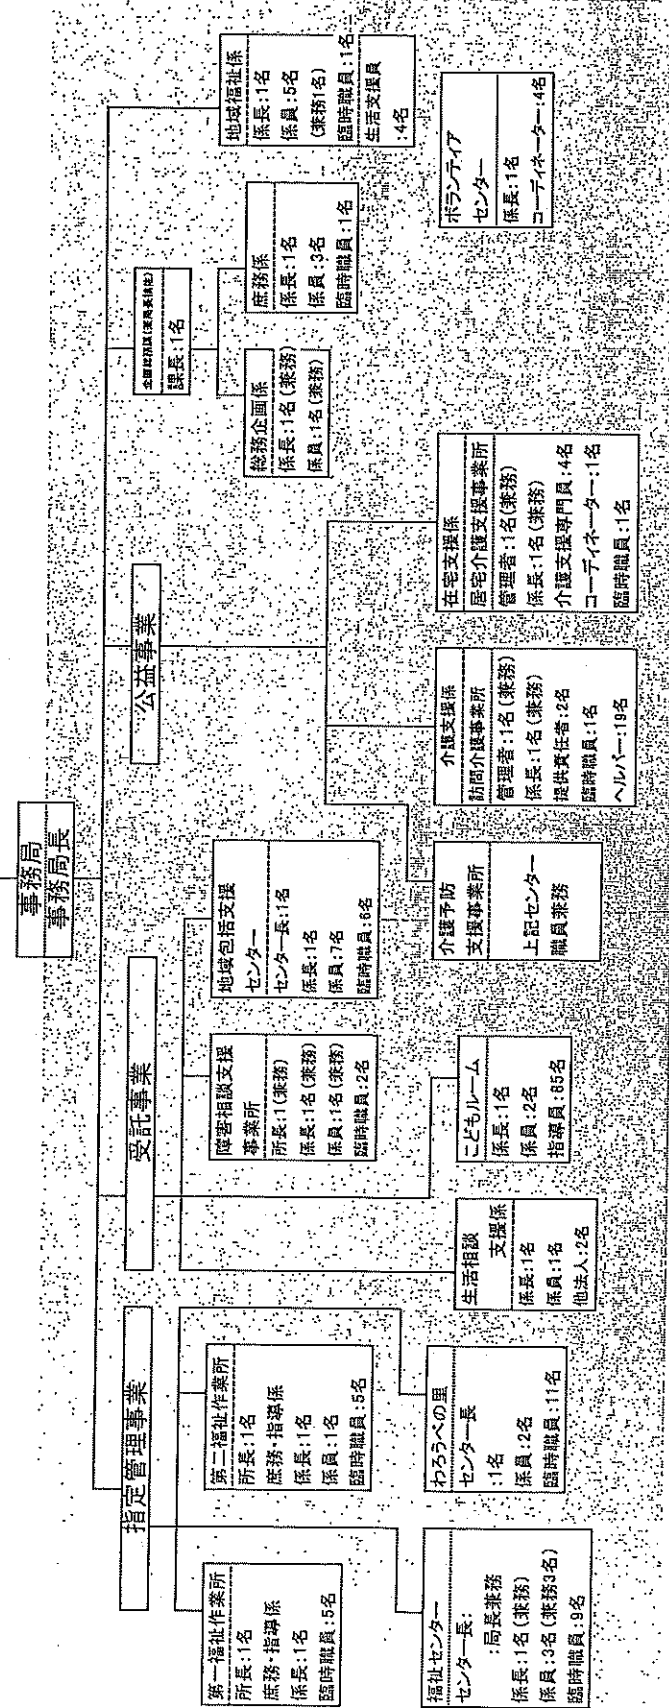 事務局
事務局長
指定管理事業
受託事業
公益事業
課長:1名
総務企画係
係長:1名(兼務)
係員:1名(兼務)
庶務係
係長:1名
係員:3名
臨時職員:1名
地域福祉係
係長:1名
係員:5名
(兼務1名)
臨時職員:1名
生活支援員
:4名
ボランティア
センター
係長:1名
コーディネーター:4名
第一福祉作業所
所長:1名
庶務・指導係
係長:1名
臨時職員:5名
第二福祉作業所
所長:1名
庶務・指導係
係長:1名
係員:1名
臨時職員:5名
福祉センター
センター長:
:局長兼務
係長:1名(兼務)
係員:3名(兼務3名)
臨時職員:9名
わろうべの里
センター長
:1名
係員:2名
臨時職員:11名
障害相談支援
事業所
所長:1(兼務)
係長:1名(兼務)
係員:1名(兼務)
臨時職員:2名
地域包括支援
センター
センター長:1名
係長:1名
係員:7名
臨時職員:6名
生活相談
支援係
係長:1名
係員:1名
他法人:2名
こどもルーム
係長:1名
係員:2名
指導員:85名
介護予防
支援事業所
上記センター
職員兼務
介護支援係
訪問介護事業所
管理者:1名(兼務)
係長:1名(兼務)
提供責任者:2名
臨時職員:1名
ヘルパー:19名
在宅支援係
居宅介護支援事業所
管理者:1名(兼務)
係長:1名(兼務)
介護支援専門員:4名
コーディネーター:1名
臨時職員:1名